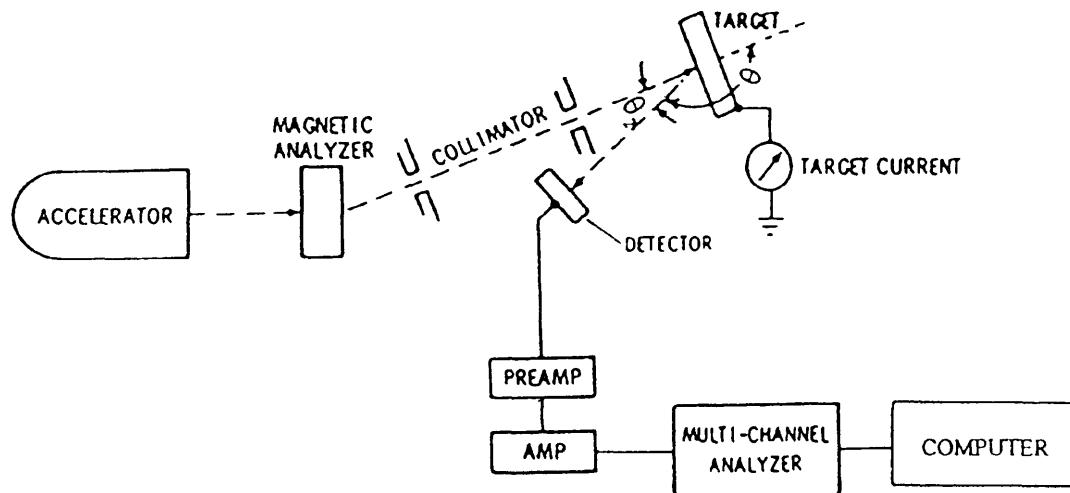 TARGET
θ
θ
COLLIMATOR
MAGNETIC
ANALYZER
TARGET CURRENT
ACCELERATOR
DETECTOR
PREAMP
AMP
MULTI-CHANNEL
ANALYZER
COMPUTER